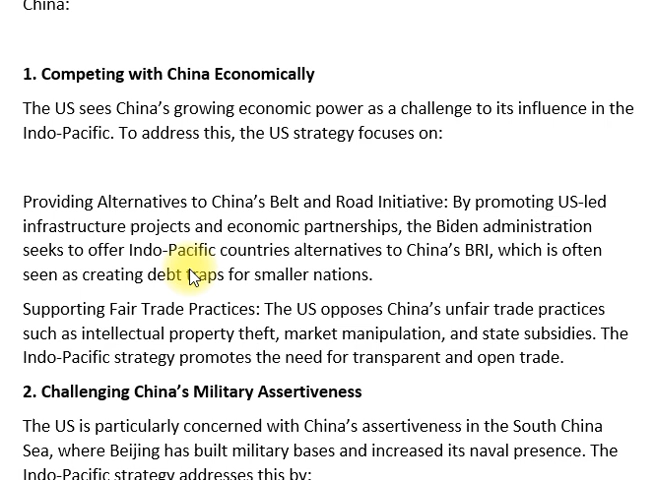 China:
1. Competing with China Economically
The US sees China’s growing economic power as a challenge to its influence in the
Indo-Pacific. To address this, the US strategy focuses on:
Providing Alternatives to China’s Belt and Road Initiative: By promoting US-led
infrastructure projects and economic partnerships, the Biden administration
seeks to offer Indo-Pacific countries alternatives to China’s BRI, which is often
seen as creating debt traps for smaller nations.
Supporting Fair Trade Practices: The US opposes China’s unfair trade practices
such as intellectual property theft, market manipulation, and state subsidies. The
Indo-Pacific strategy promotes the need for transparent and open trade.
2. Challenging China’s Military Assertiveness
The US is particularly concerned with China’s assertiveness in the South China
Sea, where Beijing has built military bases and increased its naval presence. The
Indo-Pacific strategy addresses this by: